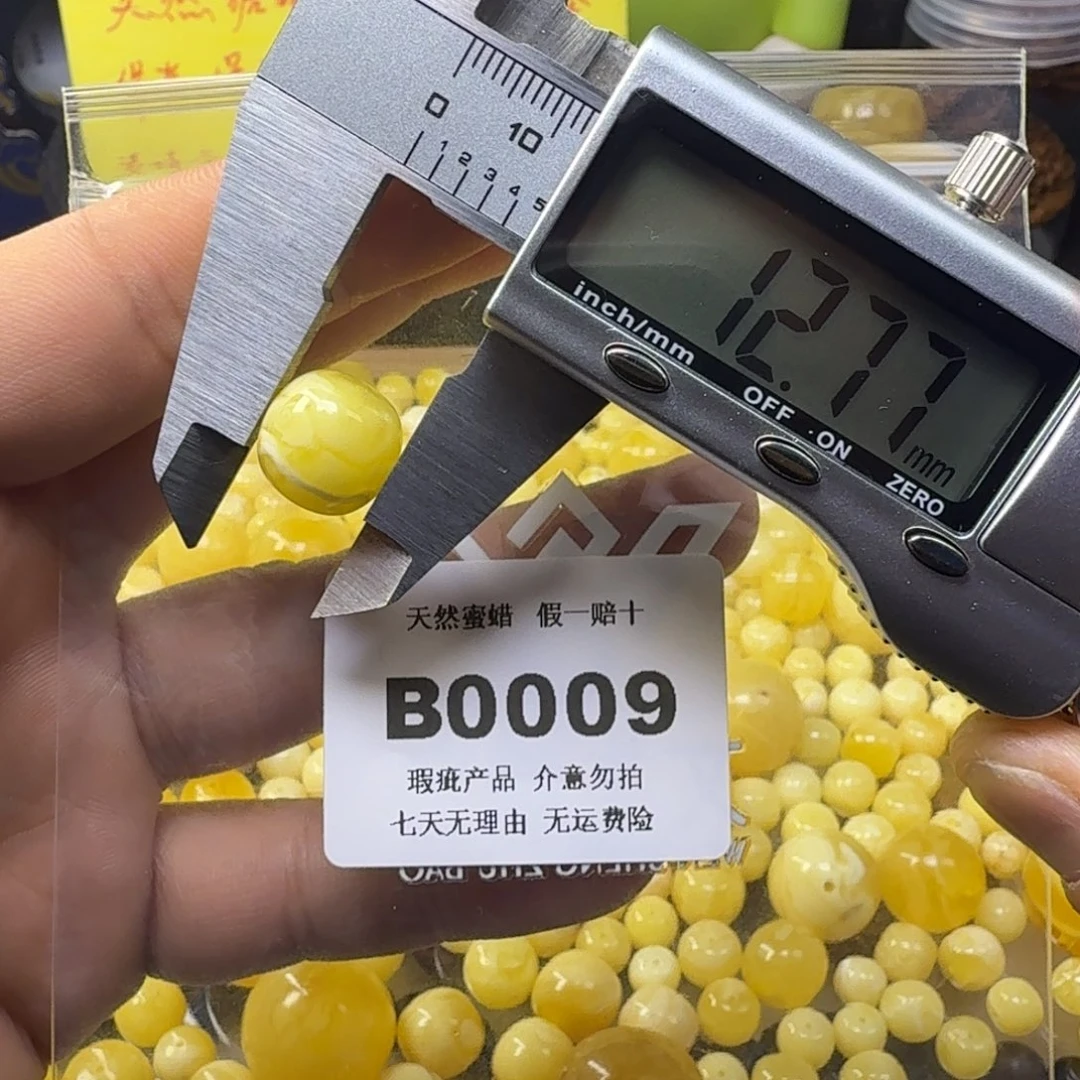 天然
0
10
1 2 3 4 5
12.77 mm
inch/mm
OFF · ON
ZERO
天然蜜蜡 假一赔十
B0009
瑕疵产品 介意勿拍
七天无理由 无运费险